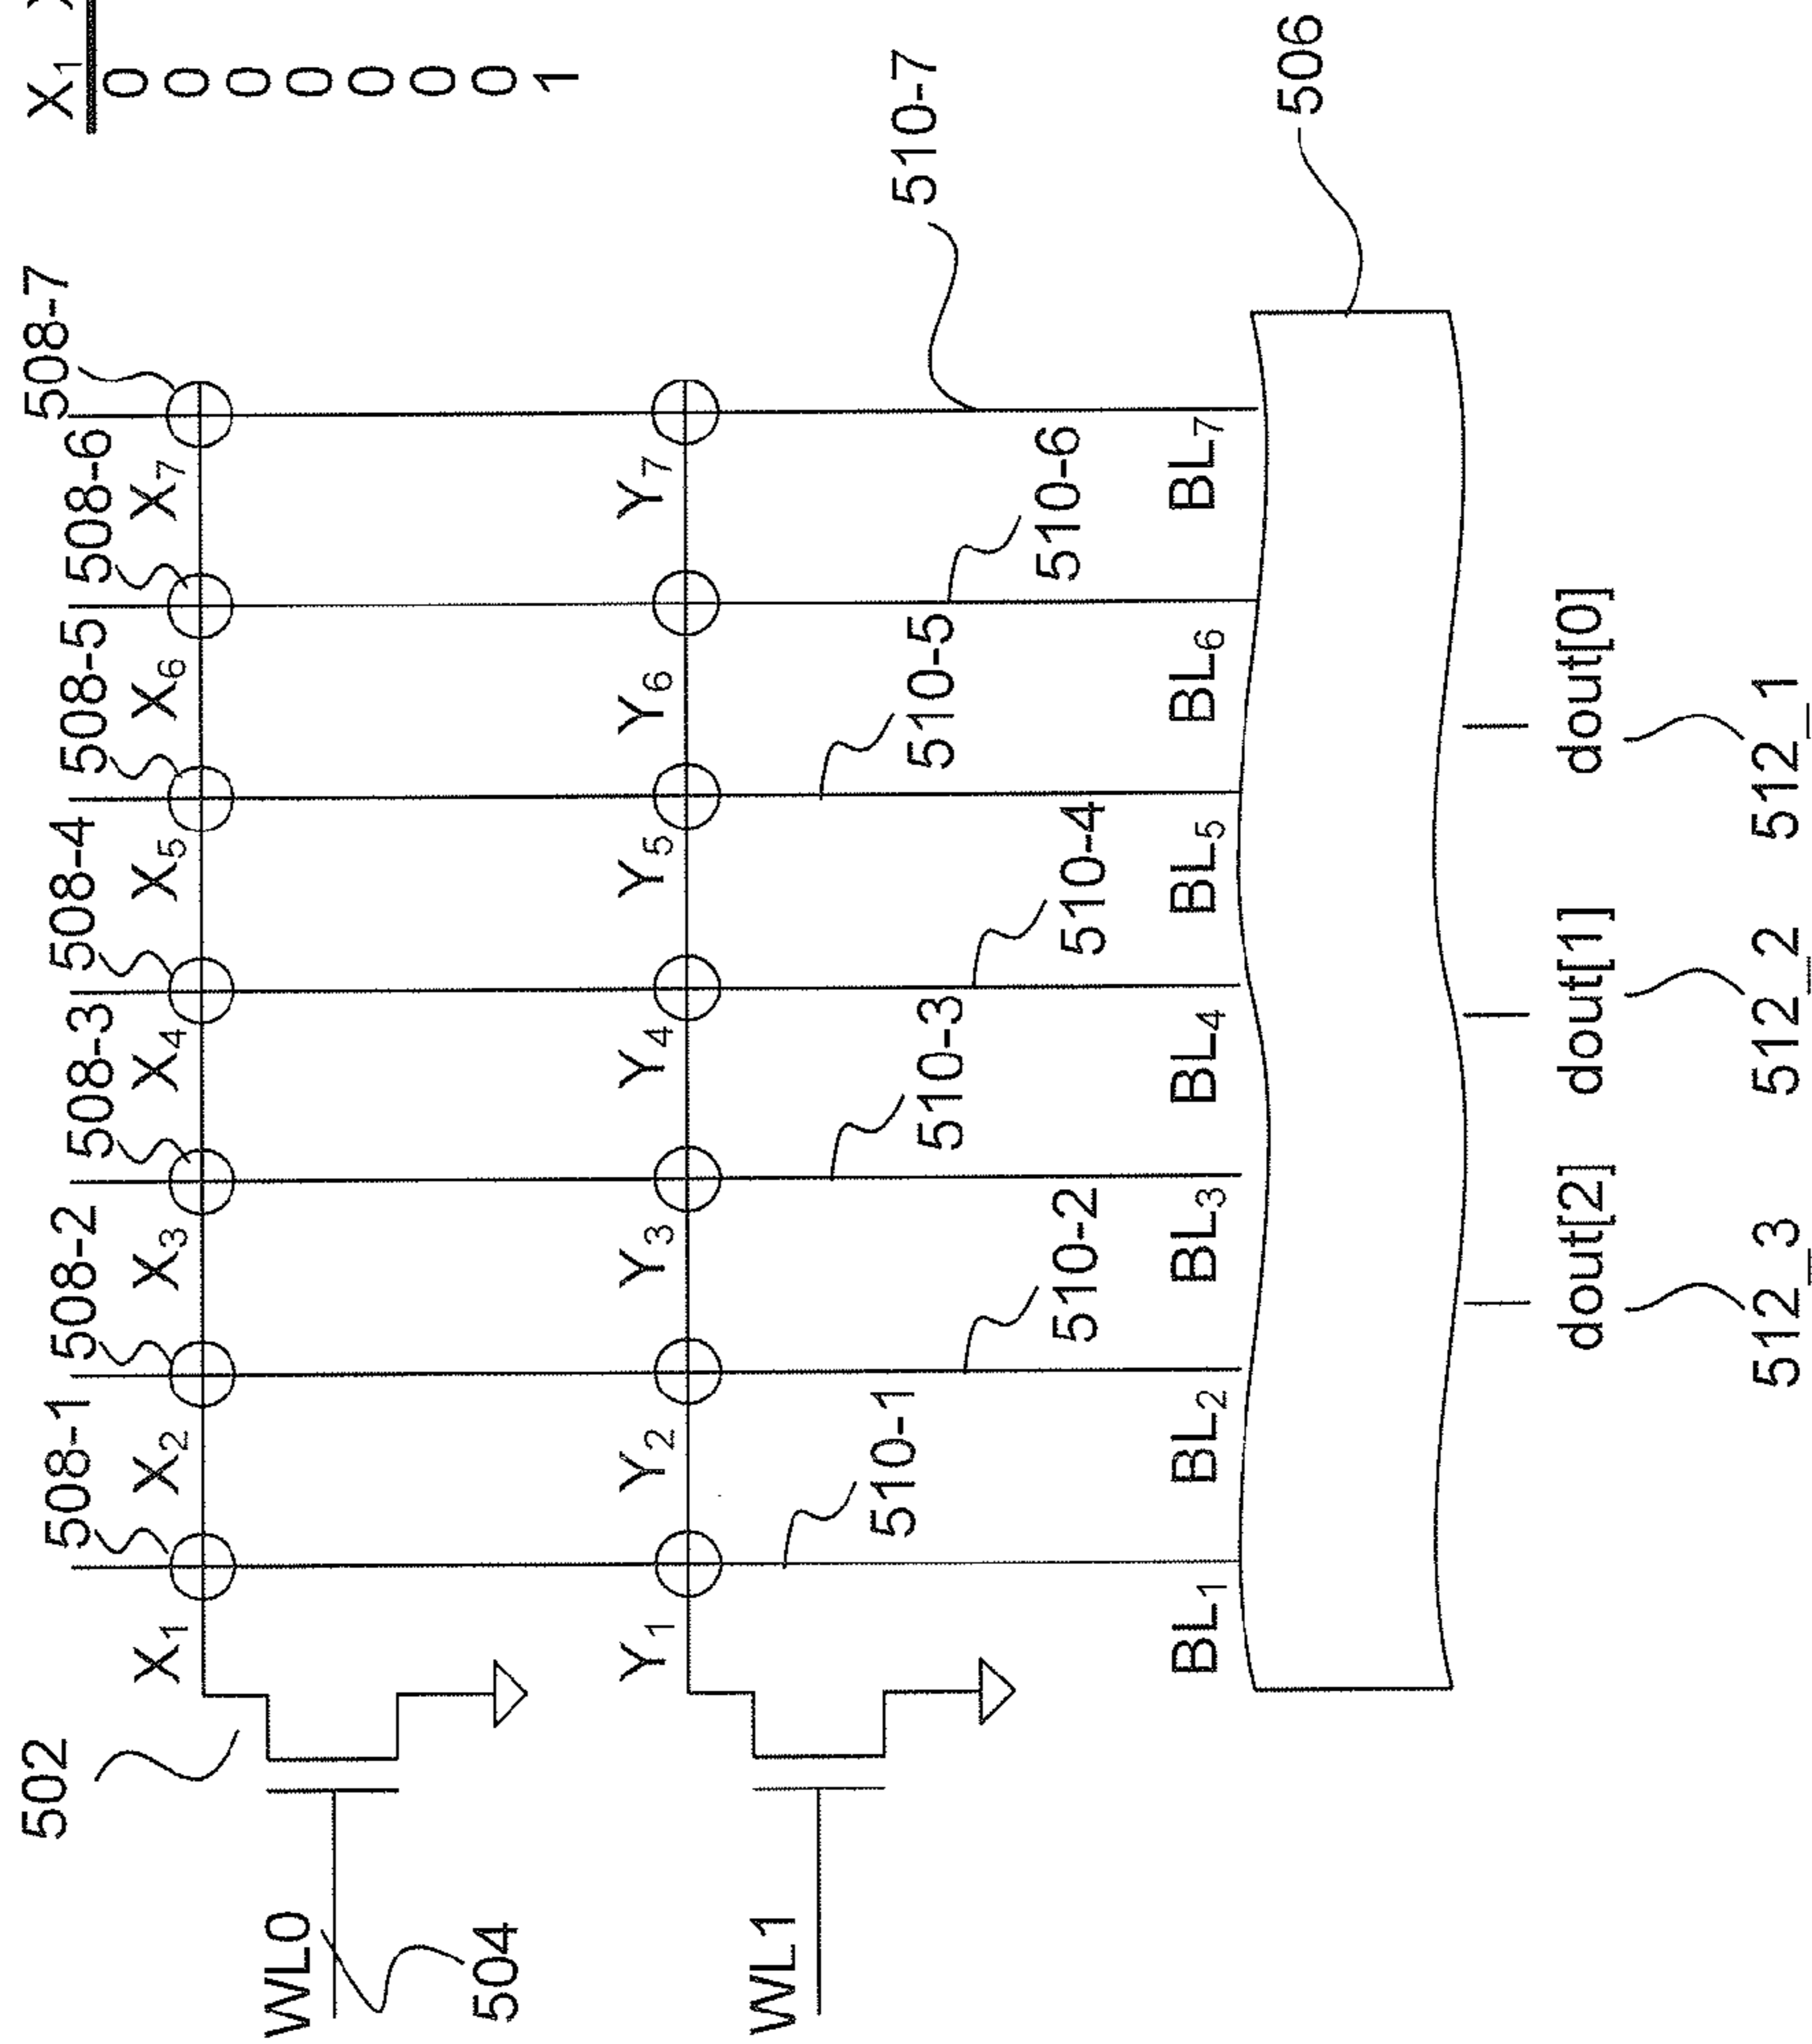 502
508-1 508-2 508-3 508-4 508-5 508-6 508-7
X₁ X₂ X₃ X₄ X₅ X₆ X₇
WL0
504
Y₁ Y₂ Y₃ Y₄ Y₅ Y₆ Y₇
WL1
510-1 510-3 510-5 510-7
510-2 510-4 510-6
BL₁ BL₂ BL₃ BL₄ BL₅ BL₆ BL₇
506
dout[2] dout[1] dout[0]
512_3 512_2 512_1
X₁
0
0
0
0
0
0
0
1